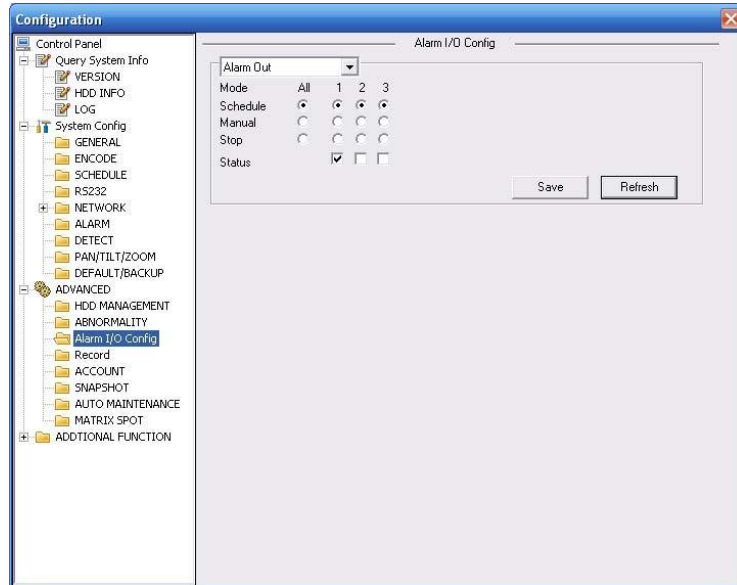 Configuration
Control Panel
Query System Info
VERSION
HDD INFO
LOG
System Config
GENERAL
ENCODE
SCHEDULE
RS232
NETWORK
ALARM
DETECT
PAN/TILT/ZOOM
DEFAULT/BACKUP
ADVANCED
HDD MANAGEMENT
ABNORMALITY
Alarm I/O Config
Record
ACCOUNT
SNAPSHOT
AUTO MAINTENANCE
MATRIX SPOT
ADDTIONAL FUNCTION
Alarm I/O Config
Alarm Out
Mode All 1 2 3
Schedule
Manual
Stop
Status
Save Refresh